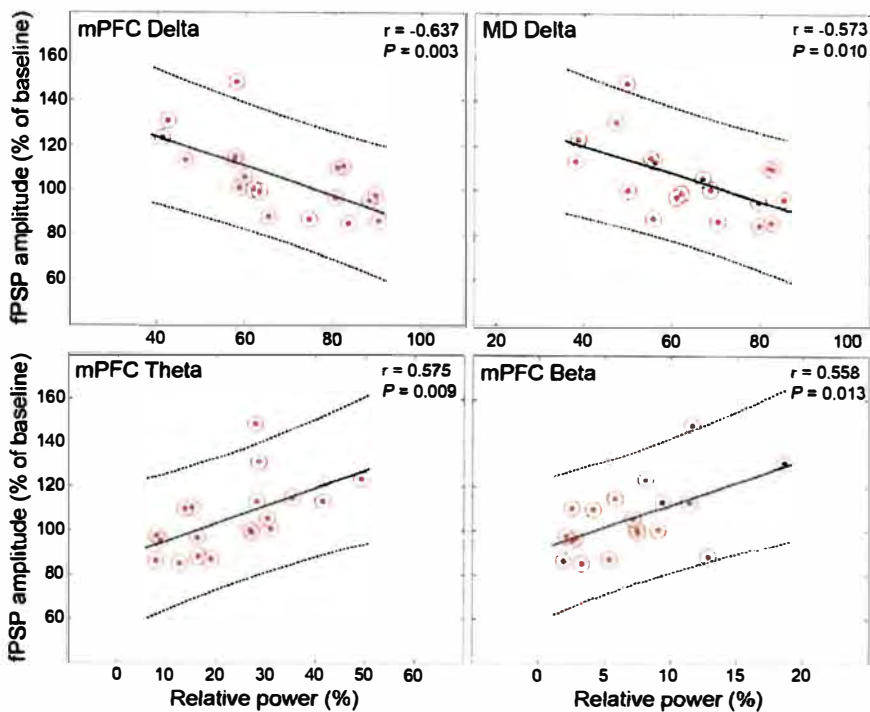 mPFC Delta
r = -0.637
P = 0.003
MD Delta
r = -0.573
P = 0.010
fPSP amplitude (% of baseline)
160
140
120
100
80
60
40 60 80 100
20 40 60 80 100
mPFC Theta
r = 0.575
P = 0.009
mPFC Beta
r = 0.558
P = 0.013
fPSP amplitude (% of baseline)
160
140
120
100
80
60
0 10 20 30 40 50 60
0 5 10 15 20
Relative power (%)
Relative power (%)